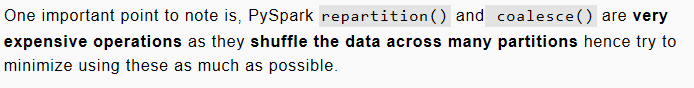 One important point to note is, PySpark repartition() and coalesce() are very
expensive operations as they shuffle the data across many partitions hence try to
minimize using these as much as possible.